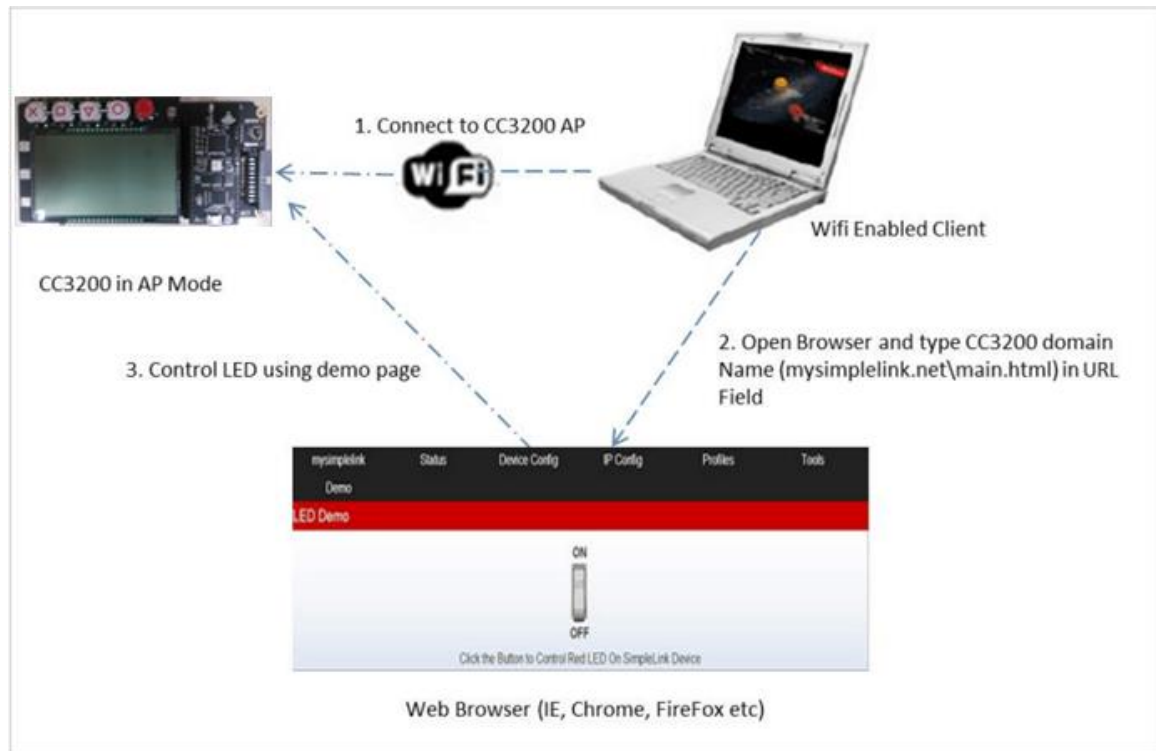 1. Connect to CC3200 AP
WiFi
Wifi Enabled Client
CC3200 in AP Mode
2. Open Browser and type CC3200 domain
Name (mysimplelink.net\main.html) in URL
Field
3. Control LED using demo page
mysimplelink Status Device Config IP Config Profiles Tools
Demo
LED Demo
ON
OFF
Click the Button to Control Red LED On SimpleLink Device
Web Browser (IE, Chrome, FireFox etc)